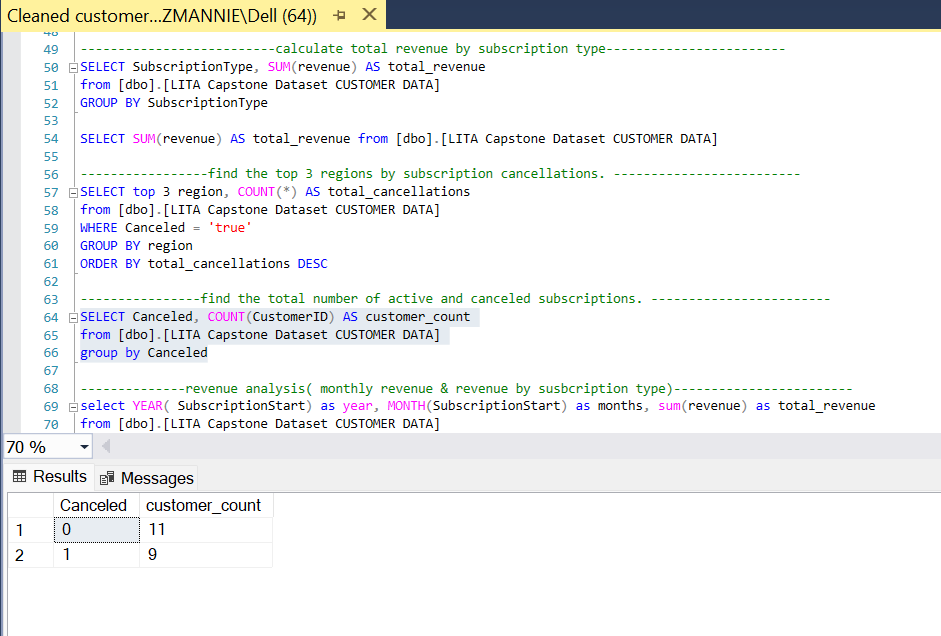 Cleaned customer...ZMANNIE\Dell (64))
48
49 --------------------------calculate total revenue by subscription type------------------------
50 SELECT SubscriptionType, SUM(revenue) AS total_revenue
51 from [dbo].[LITA Capstone Dataset CUSTOMER DATA]
52 GROUP BY SubscriptionType
53
54 SELECT SUM(revenue) AS total_revenue from [dbo].[LITA Capstone Dataset CUSTOMER DATA]
55
56 -----------------find the top 3 regions by subscription cancellations. -------------------------
57 SELECT top 3 region, COUNT(*) AS total_cancellations
58 from [dbo].[LITA Capstone Dataset CUSTOMER DATA]
59 WHERE Canceled = 'true'
60 GROUP BY region
61 ORDER BY total_cancellations DESC
62
63 ----------------find the total number of active and canceled subscriptions. ------------------------
64 SELECT Canceled, COUNT(CustomerID) AS customer_count
65 from [dbo].[LITA Capstone Dataset CUSTOMER DATA]
66 group by Canceled
67
68 --------------revenue analysis( monthly revenue & revenue by susbcription type)------------------------
69 select YEAR( SubscriptionStart) as year, MONTH(SubscriptionStart) as months, sum(revenue) as total_revenue
70 from [dbo].[LITA Capstone Dataset CUSTOMER DATA]
70 %
Results Messages
Canceled customer_count
1 0 11
2 1 9